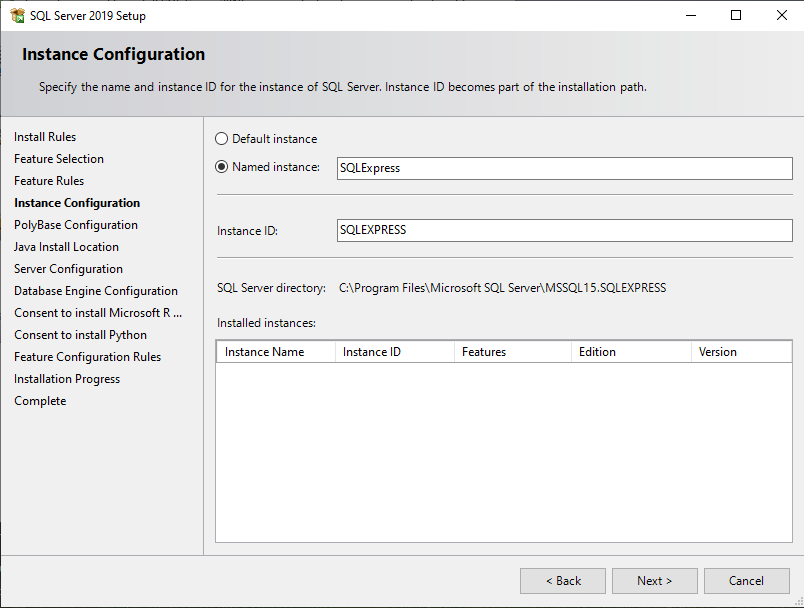 SQL Server 2019 Setup
Instance Configuration
Specify the name and instance ID for the instance of SQL Server. Instance ID becomes part of the installation path.
Install Rules
Feature Selection
Feature Rules
Instance Configuration
PolyBase Configuration
Java Install Location
Server Configuration
Database Engine Configuration
Consent to install Microsoft R ...
Consent to install Python
Feature Configuration Rules
Installation Progress
Complete
Default instance
Named instance: SQLExpress
Instance ID: SQLEXPRESS
SQL Server directory: C:\Program Files\Microsoft SQL Server\MSSQL15.SQLEXPRESS
Installed instances:
Instance Name Instance ID Features Edition Version
< Back Next > Cancel